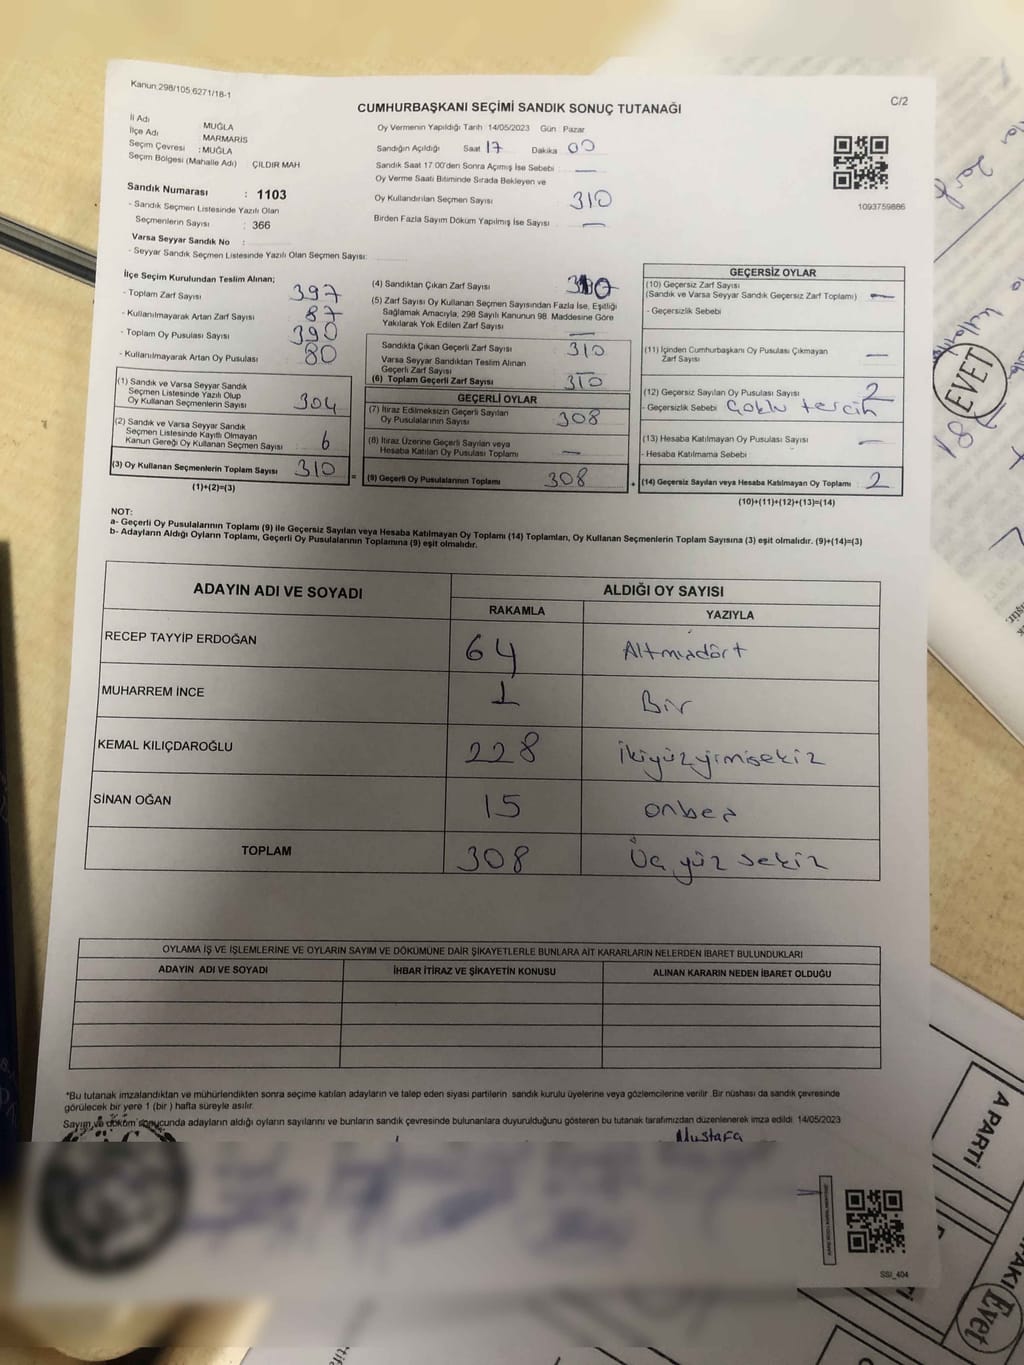 Kanun:298/105,6271/18-1
C/2
CUMHURBAŞKANI SEÇİMİ SANDIK SONUÇ TUTANAĞI
İl Adı MUĞLA
İlçe Adı MARMARİS
Seçim Çevresi : MUĞLA
Seçim Bölgesi (Mahalle Adı) ÇILDIR MAH.
Sandık Numarası : 1103
- Sandık Seçmen Listesinde Yazılı Olan
Seçmenlerin Sayısı : 366
Varsa Seyyar Sandık No :
- Seyyar Sandık Seçmen Listesinde Yazılı Olan Seçmen Sayısı:
Oy Vermenin Yapıldığı Tarih :14/05/2023 Gün : Pazar
Sandığın Açıldığı Saat 17 Dakika 00
Sandık Saat 17.00'den Sonra Açımış İse Sebebi : —
Oy Verme Saati Bitiminde Sırada Bekleyen ve
Oy Kullandırılan Seçmen Sayısı 310
Birden Fazla Sayım Döküm Yapılmış İse Sayısı : —
1093759886
İlçe Seçim Kurulundan Teslim Alınan;
- Toplam Zarf Sayısı 397
- Kullanılmayarak Artan Zarf Sayısı : 87
- Toplam Oy Pusulası Sayısı : 390
- Kullanılmayarak Artan Oy Pusulası : 80
(1) Sandık ve Varsa Seyyar Sandık
Seçmen Listesinde Yazılı Olup
Oy Kullanan Seçmenlerin Sayısı 304
(2) Sandık ve Varsa Seyyar Sandık
Seçmen Listesinde Kayıtlı Olmayan
Kanun Gereği Oy Kullanan Seçmen Sayısı : 6
(3) Oy Kullanan Seçmenlerin Toplam Sayısı : 310
(1)+(2)=(3)
(4) Sandıktan Çıkan Zarf Sayısı :
(5) Zarf Sayısı Oy Kullanan Seçmen Sayısından Fazla İse, Eşitliği
Sağlamak Amacıyla; 298 Sayılı Kanunun 98. Maddesine Göre
Yakılarak Yok Edilen Zarf Sayısı : —
Sandıkta Çıkan Geçerli Zarf Sayısı : 310
Varsa Seyyar Sandıktan Teslim Alınan
Geçerli Zarf Sayısı : —
(6) Toplam Geçerli Zarf Sayısı : 310
GEÇERLİ OYLAR
(7) İtiraz Edilmeksizin Geçerli Sayılan
Oy Pusulalarının Sayısı : 308
(8) İtiraz Üzerine Geçerli Sayılan veya
Hesaba Katılan Oy Pusulası Toplamı : —
= (9) Geçerli Oy Pusulalarının Toplamı : 308
GEÇERSİZ OYLAR
(10) Geçersiz Zarf Sayısı
(Sandık ve Varsa Seyyar Sandık Geçersiz Zarf Toplamı) : —
- Geçersizlik Sebebi
(11) İçinden Cumhurbaşkanı Oy Pusulası Çıkmayan
Zarf Sayısı : —
(12) Geçersiz Sayılan Oy Pusulası Sayısı : 2
- Geçersizlik Sebebi Çoklu tercih
(13) Hesaba Katılmayan Oy Pusulası Sayısı : —
- Hesaba Katılmama Sebebi
+ (14) Geçersiz Sayılan veya Hesaba Katılmayan Oy Toplamı : 2
(10)+(11)+(12)+(13)=(14)
NOT:
a- Geçerli Oy Pusulalarının Toplamı (9) ile Geçersiz Sayılan veya Hesaba Katılmayan Oy Toplamı (14) Toplamları, Oy Kullanan Seçmenlerin Toplam Sayısına (3) eşit olmalıdır. (9)+(14)=(3)
b- Adayların Aldığı Oyların Toplamı, Geçerli Oy Pusulalarının Toplamına (9) eşit olmalıdır.
ADAYIN ADI VE SOYADI ALDIĞI OY SAYISI
RAKAMLA YAZIYLA
RECEP TAYYİP ERDOĞAN 64 Altmışdört
MUHARREM İNCE 1 Bir
KEMAL KILIÇDAROĞLU 228 İkiyüzyirmisekiz
SİNAN OĞAN 15 onbeş
TOPLAM 308 Üç yüz sekiz
OYLAMA İŞ VE İŞLEMLERİNE VE OYLARIN SAYIM VE DÖKÜMÜNE DAİR ŞİKAYETLERLE BUNLARA AİT KARARLARIN NELERDEN İBARET BULUNDUKLARI
ADAYIN ADI VE SOYADI İHBAR İTİRAZ VE ŞİKAYETİN KONUSU ALINAN KARARIN NEDEN İBARET OLDUĞU
*Bu tutanak imzalandıktan ve mühürlendikten sonra seçime katılan adayların ve talep eden siyasi partilerin sandık kurulu üyelerine veya gözlemcilerine verilir. Bir nüshası da sandık çevresinde
görülecek bir yere 1 (bir ) hafta süreyle asılır.
Sayım ve döküm sonucunda adayların aldığı oyların sayılarını ve bunların sandık çevresinde bulunanlara duyurulduğunu gösteren bu tutanak tarafımızdan düzenlenerek imza edildi. 14/05/2023
Mustafa
SSİ_404
EVET
A PARTİ
Evet